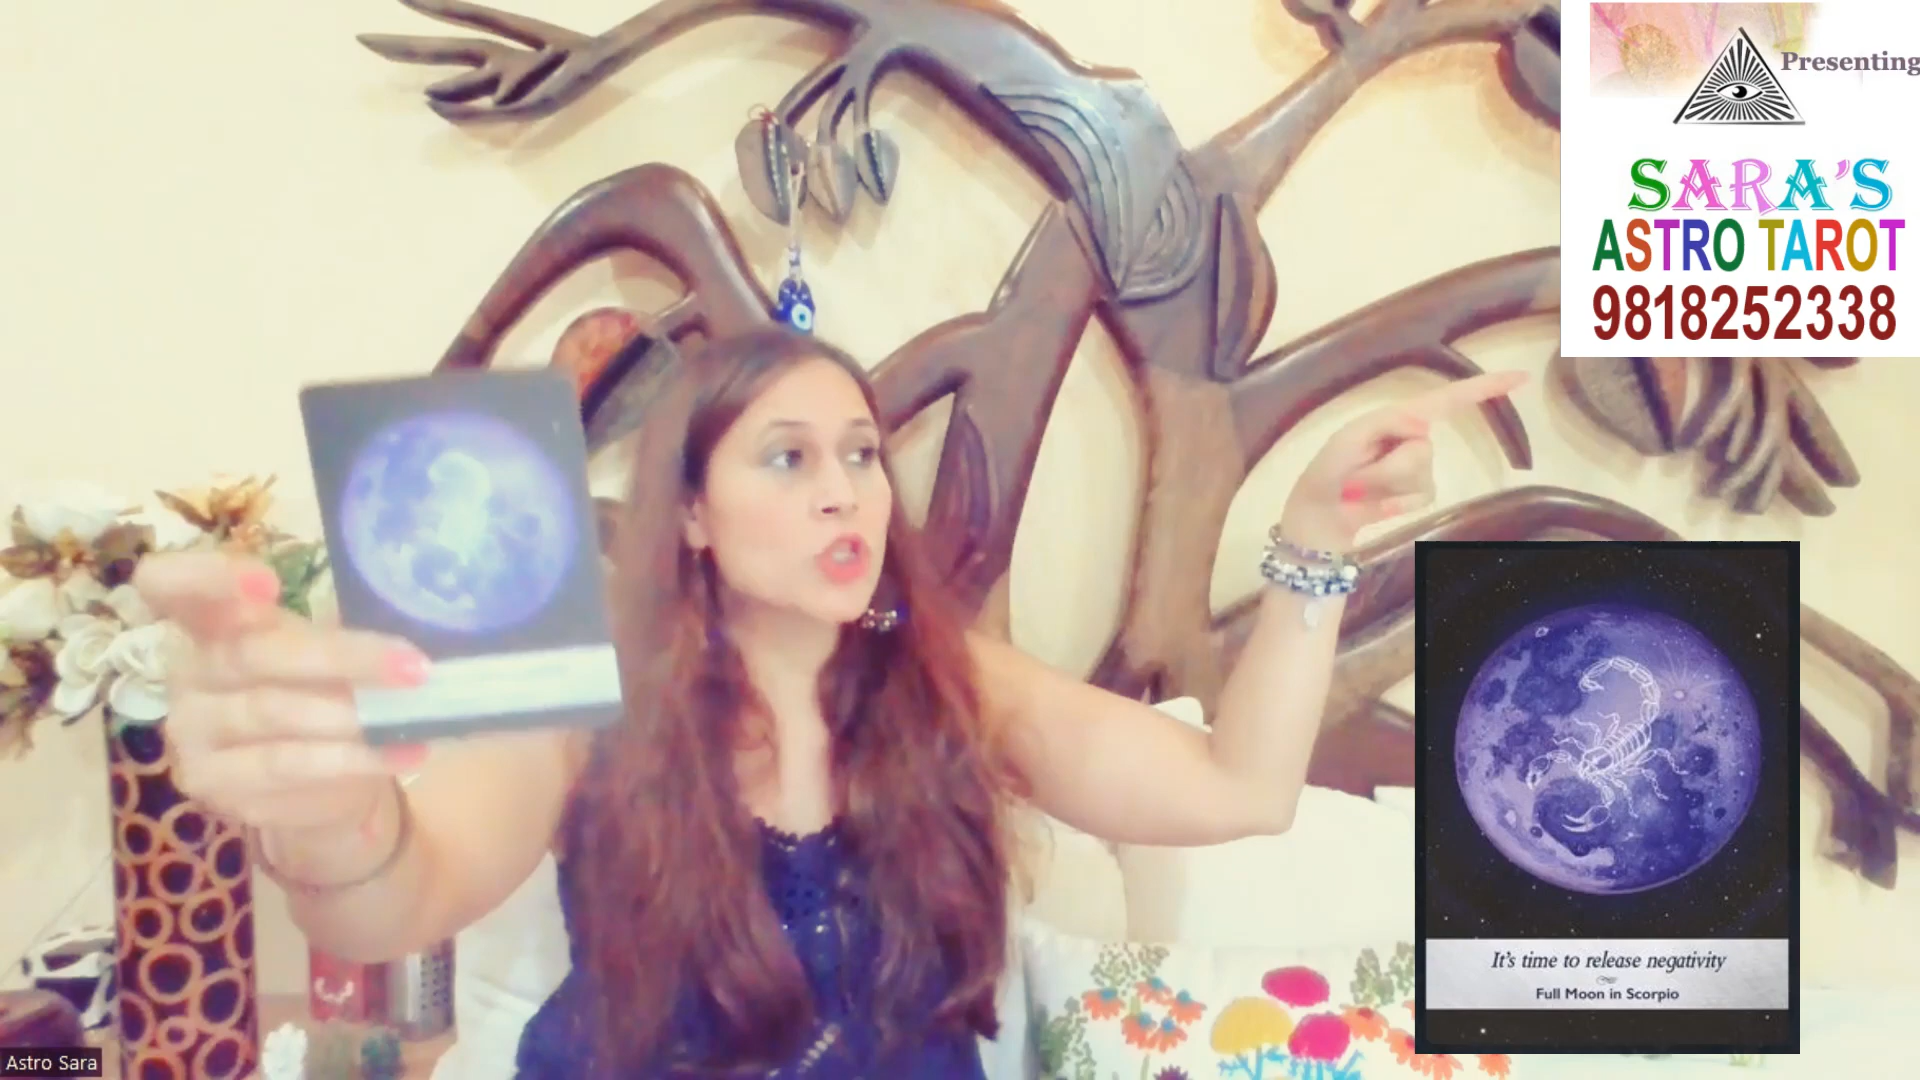 Presenting
SARA'S
ASTRO TAROT
9818252338
It's time to release negativity
Full Moon in Scorpio
Astro Sara